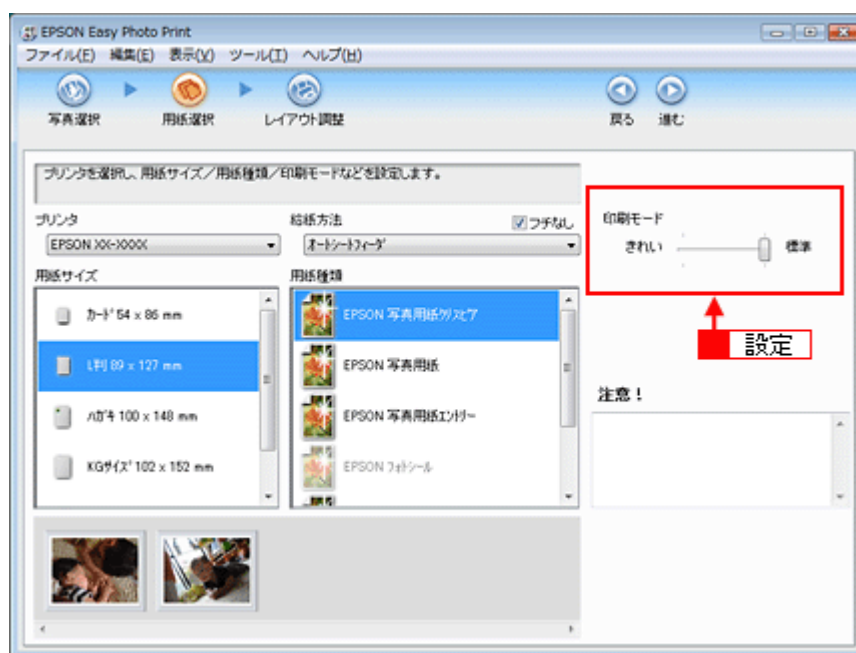 EPSON Easy Photo Print
ファイル(F) 編集(E) 表示(V) ツール(T) ヘルプ(H)
写真選択 用紙選択 レイアウト調整 戻る 進む
プリンタを選択し、用紙サイズ／用紙種類／印刷モードなどを設定します。
プリンタ 給紙方法 フチなし
EPSON XX-XXXX オートシートフィーダ
印刷モード
きれい 標準
用紙サイズ 用紙種類
カード 54 x 86 mm
L判 89 x 127 mm
ハガキ 100 x 148 mm
KGサイズ 102 x 152 mm
EPSON 写真用紙クリスピア
EPSON 写真用紙
EPSON 写真用紙エントリー
EPSON フォトシール
設定
注意！